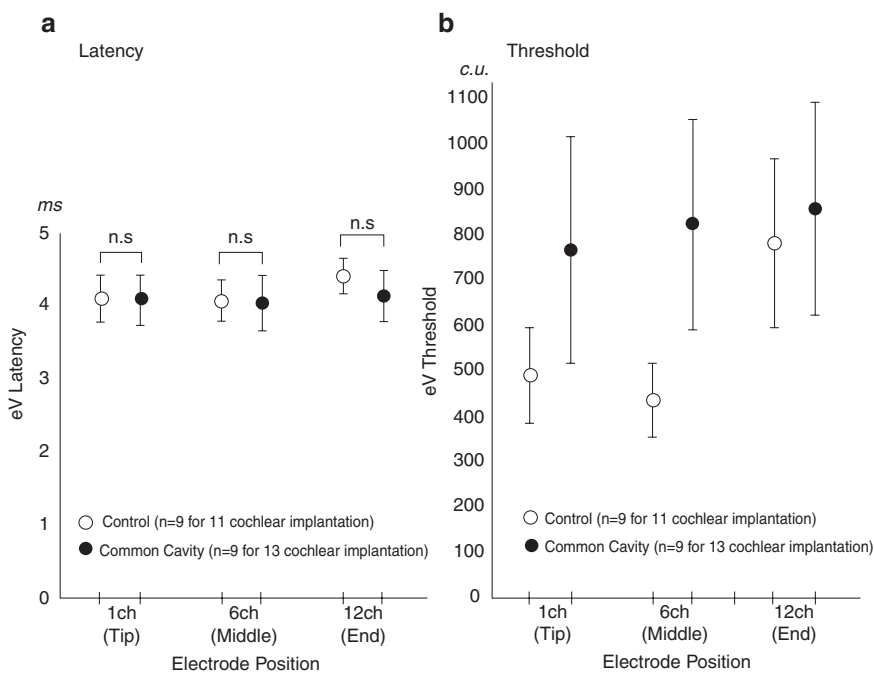 a
Latency
ms
n.s
n.s
n.s
5
4
3
2
1
0
eV Latency
Control (n=9 for 11 cochlear implantation)
Common Cavity (n=9 for 13 cochlear implantation)
1ch
(Tip)
6ch
(Middle)
12ch
(End)
Electrode Position
b
Threshold
c.u.
1100
1000
900
800
700
600
500
400
300
200
100
0
eV Threshold
Control (n=9 for 11 cochlear implantation)
Common Cavity (n=9 for 13 cochlear implantation)
1ch
(Tip)
6ch
(Middle)
12ch
(End)
Electrode Position